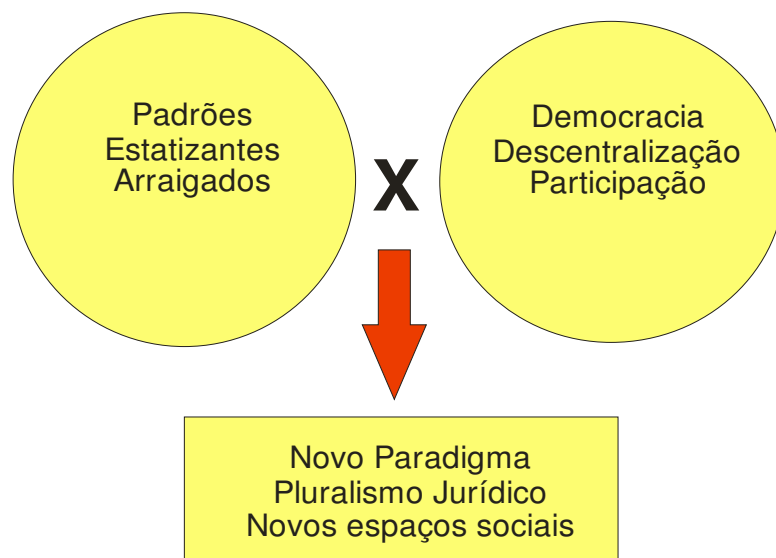 Padrões
Estatizantes
Arraigados
X
Democracia
Descentralização
Participação
Novo Paradigma
Pluralismo Jurídico
Novos espaços sociais